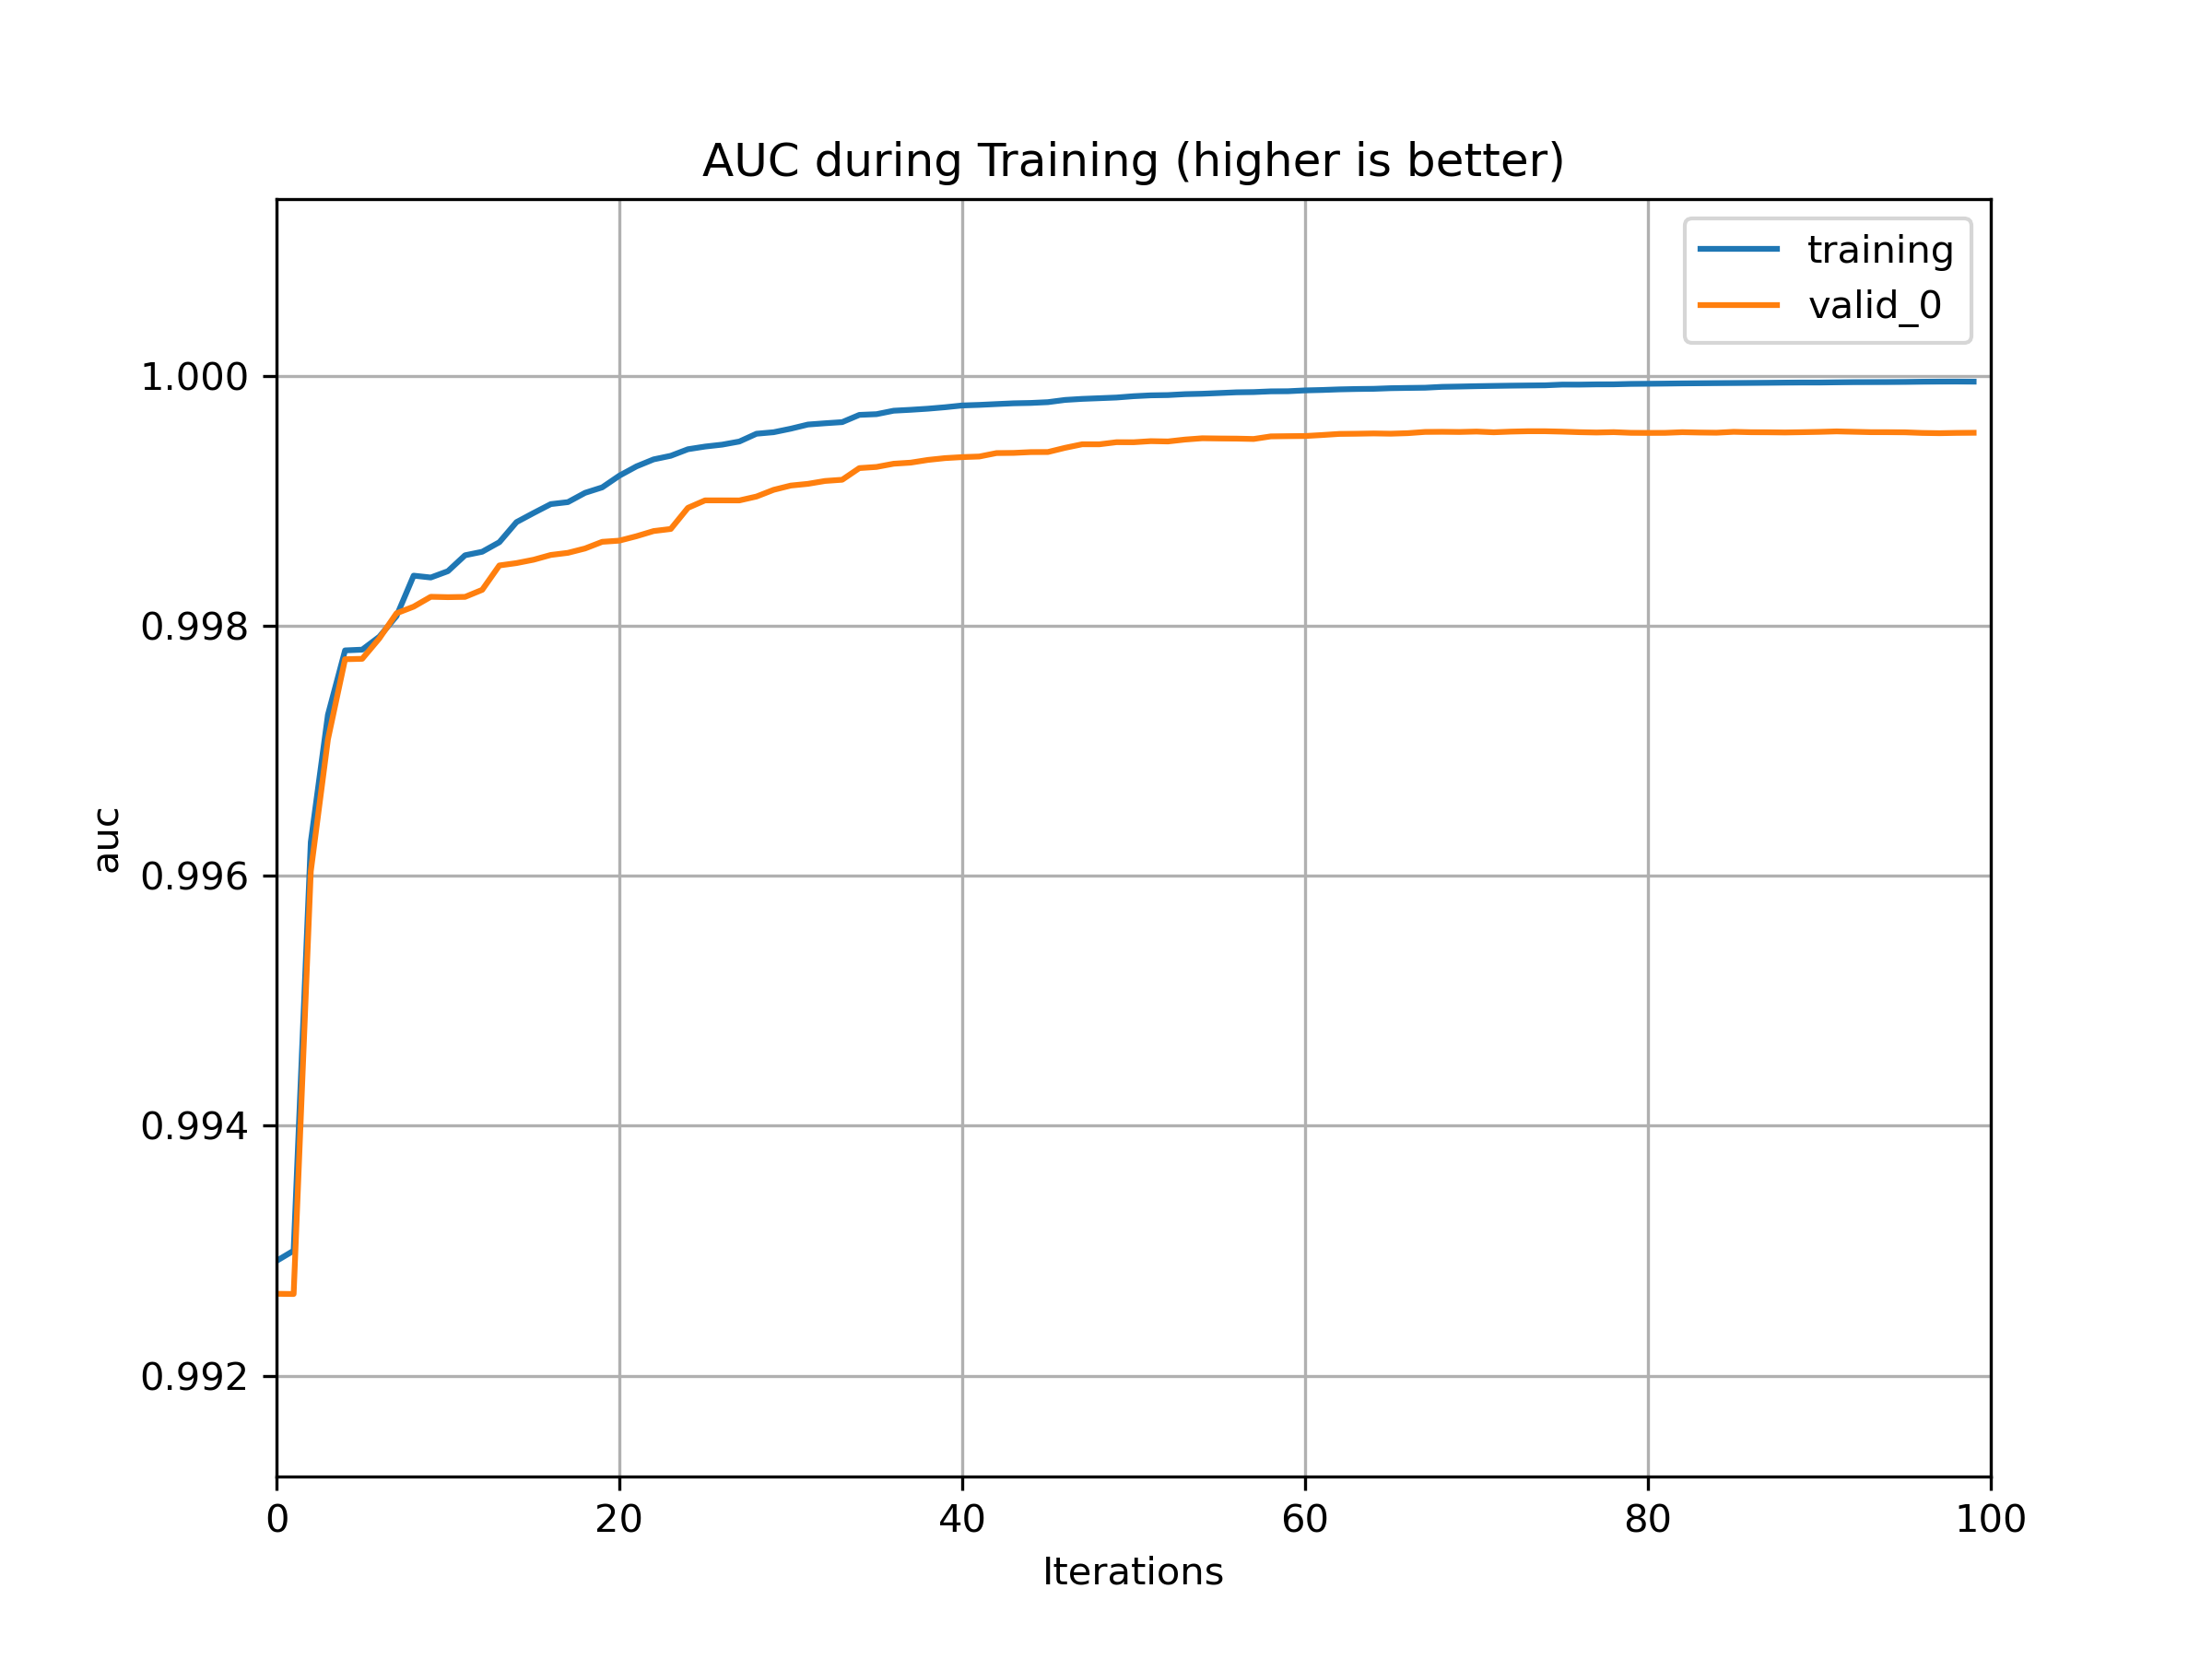 AUC during Training (higher is better)
training
valid_0
1.000
0.998
0.996
0.994
0.992
auc
0 20 40 60 80 100
Iterations